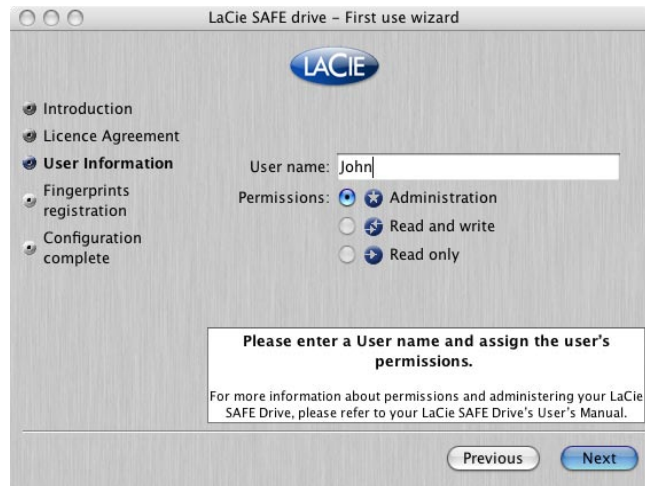 LaCie SAFE drive – First use wizard
LACIE
Introduction
Licence Agreement
User Information
Fingerprints
registration
Configuration
complete
User name: John
Permissions: Administration
Read and write
Read only
Please enter a User name and assign the user's
permissions.
For more information about permissions and administering your LaCie
SAFE Drive, please refer to your LaCie SAFE Drive's User's Manual.
Previous
Next